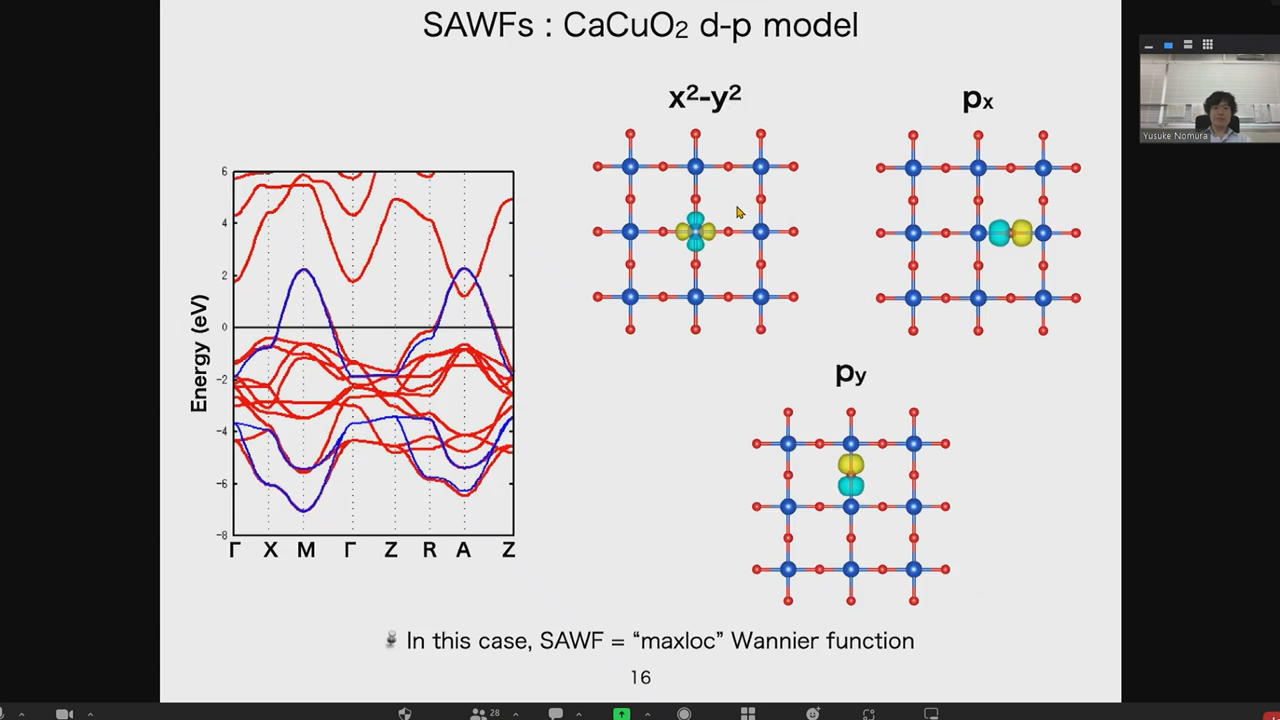 SAWFs : CaCuO₂ d-p model
x²-y²
pₓ
p_y
Energy (eV)
6
4
2
0
−2
−4
−6
−8
Γ X M Γ Z R A Z
In this case, SAWF = “maxloc” Wannier function
16
Yusuke Nomura
28